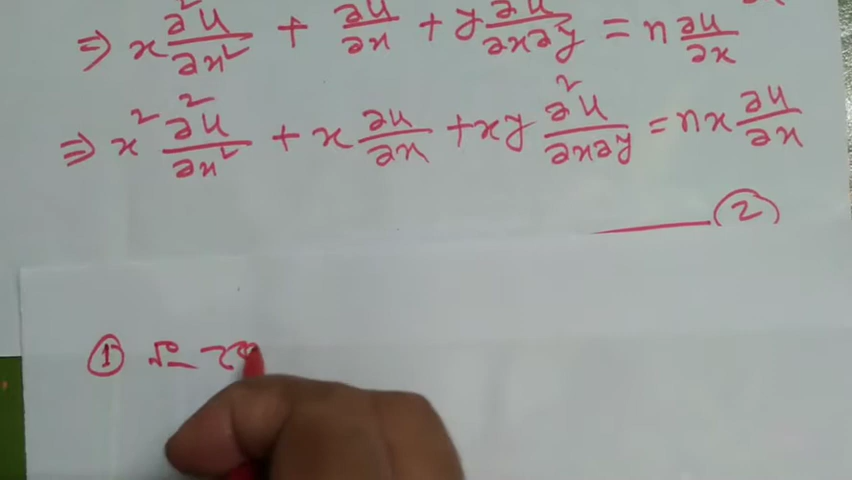 ⇒ x ∂²u/∂x² + ∂u/∂x + y ∂²u/∂x∂y = n ∂u/∂x
⇒ x² ∂²u/∂x² + x ∂u/∂x + xy ∂²u/∂x∂y = nx ∂u/∂x
②
① নং